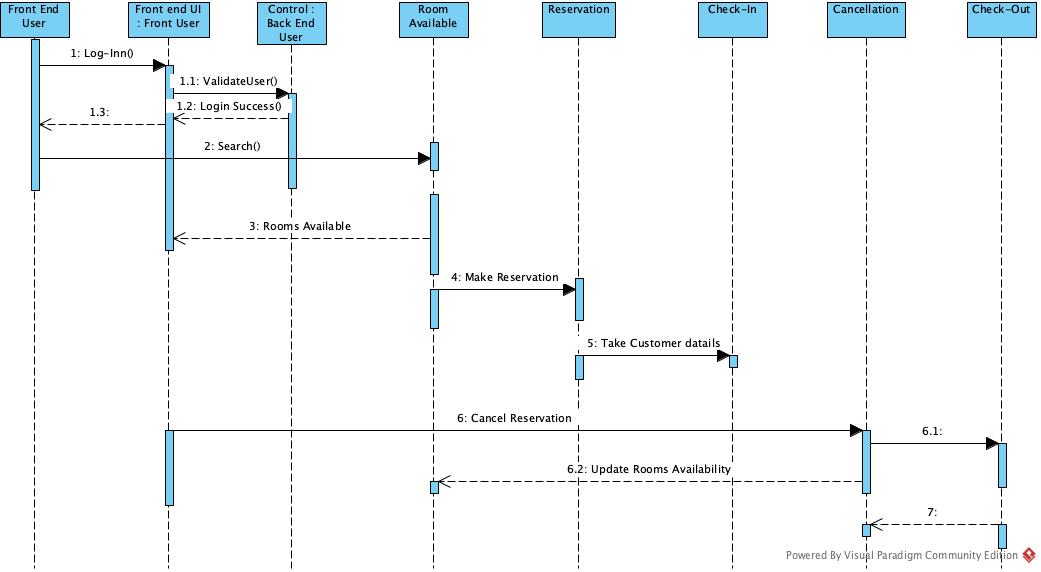 Front End
User
Front end UI
: Front User
Control :
Back End
User
Room
Available
Reservation
Check-In
Cancellation
Check-Out
1: Log-Inn()
1.1: ValidateUser()
1.2: Login Success()
1.3:
2: Search()
3: Rooms Available
4: Make Reservation
5: Take Customer datails
6: Cancel Reservation
6.1:
6.2: Update Rooms Availability
7:
Powered By Visual Paradigm Community Edition